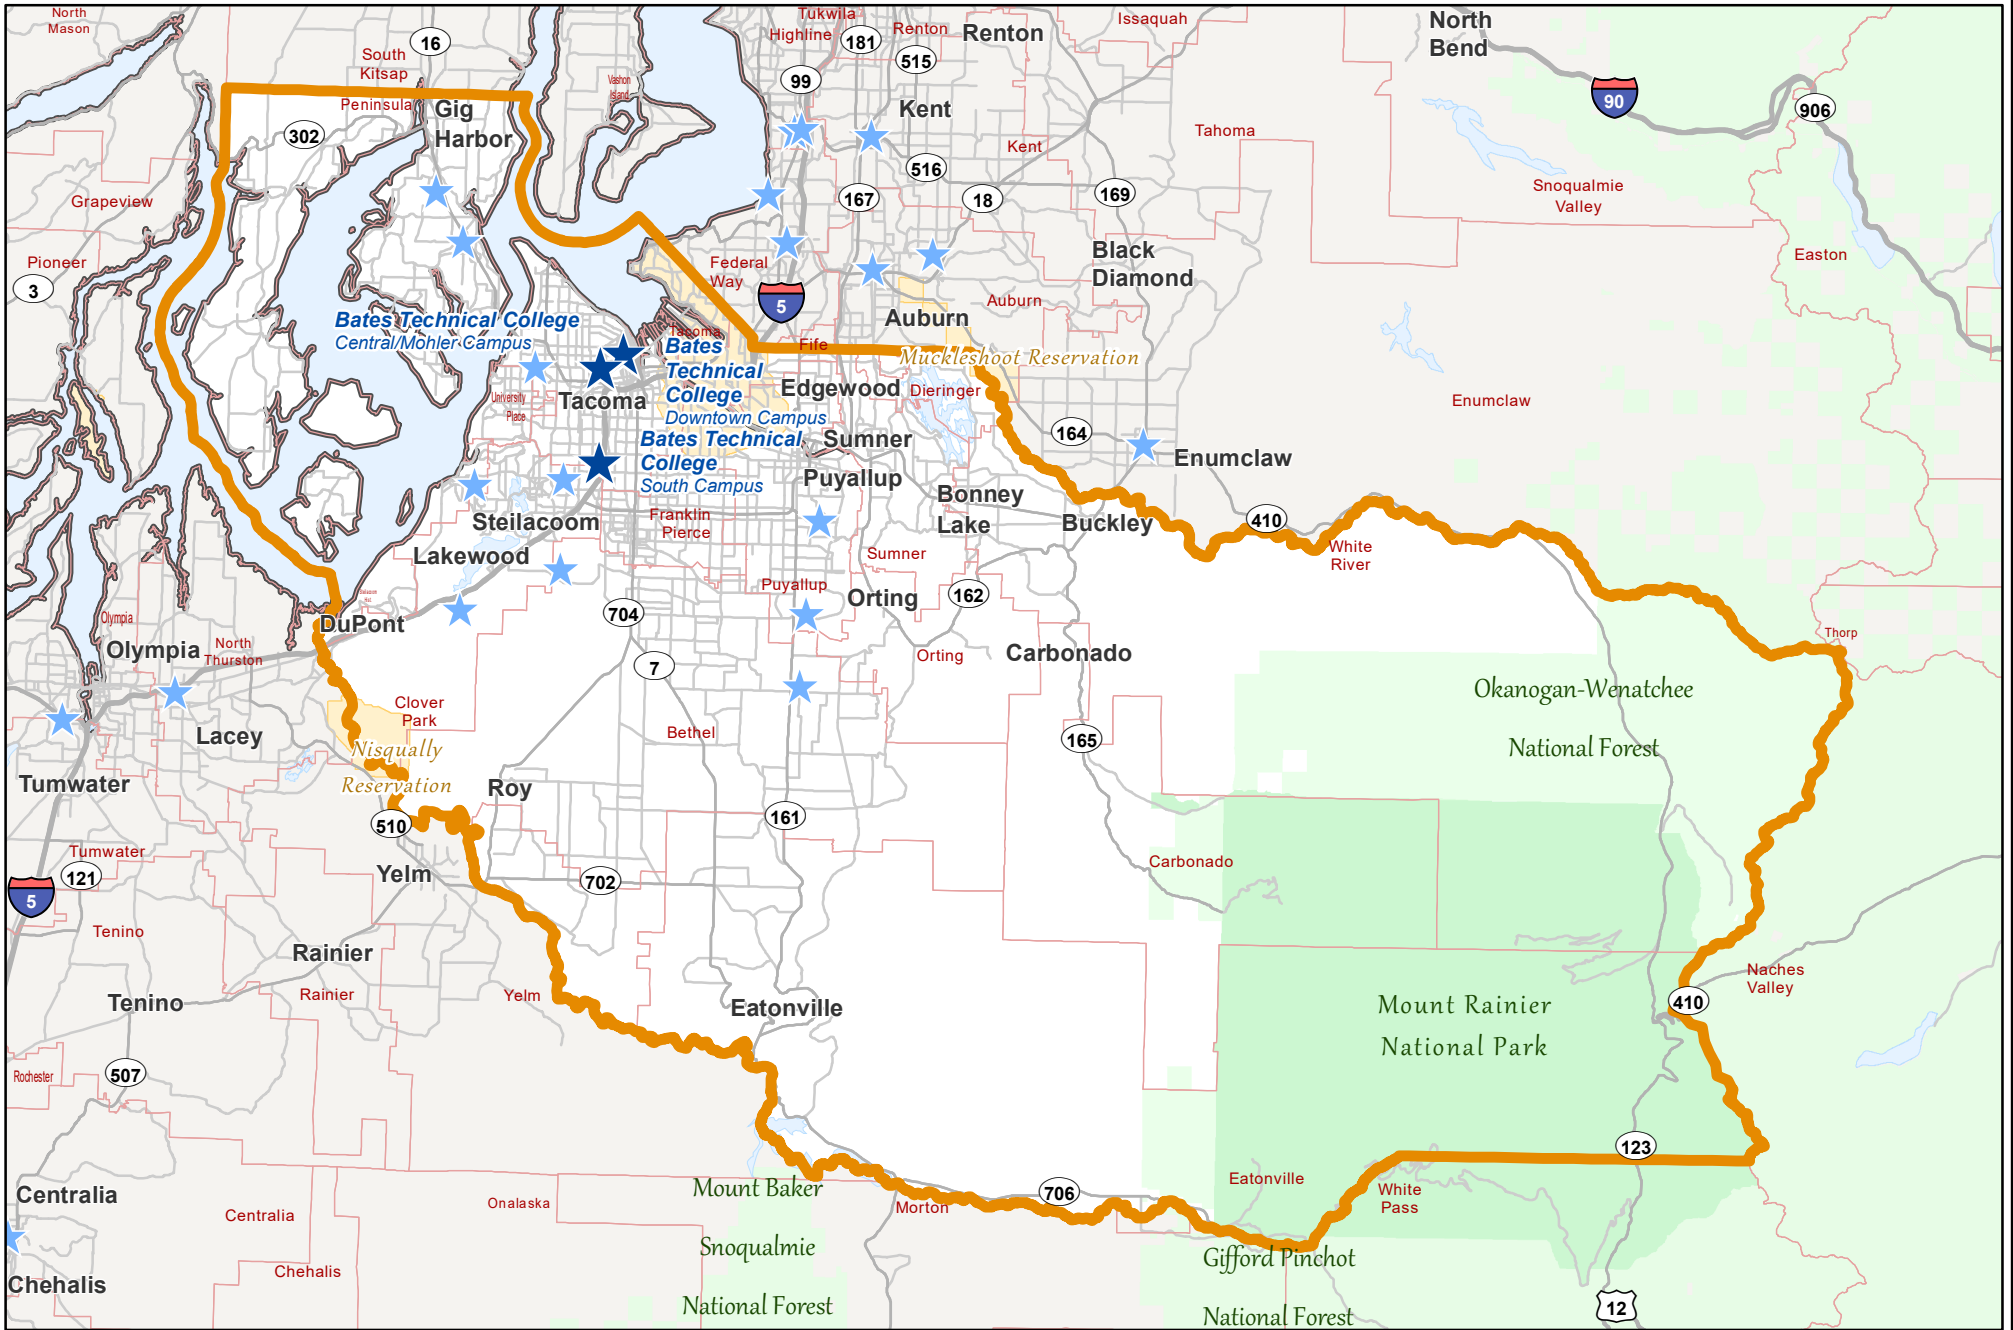 North
Mason
16
South
Kitsap
Peninsula
302
Gig
Harbor
Vashon
Island
Tukwila
Highline
181
Renton
515
99
Renton
Issaquah
North
Bend
90
906
Kent
Kent
Tahoma
516
167
18
169
Snoqualmie
Valley
Easton
Grapeview
Pioneer
3
Black
Diamond
Federal
Way
5
Auburn
Auburn
Bates Technical College
Central/Mohler Campus
Tacoma
Fife
Muckleshoot Reservation
Bates
Technical
College
Downtown Campus
Edgewood
Dieringer
Enumclaw
University
Place
Tacoma
Bates Technical
College
South Campus
Sumner
164
Enumclaw
Puyallup
Bonney
Lake
Steilacoom
Franklin
Pierce
Buckley
410
White
River
Lakewood
Sumner
Puyallup
Orting
162
704
Olympia
DuPont
Olympia
North
Thurston
7
Orting
Carbonado
Thorp
Okanogan-Wenatchee
National Forest
Clover
Park
Lacey
Nisqually
Reservation
Bethel
165
Tumwater
Roy
510
161
Tumwater
121
Yelm
702
Carbonado
5
Tenino
Rainier
Rainier
Yelm
Tenino
Eatonville
Naches
Valley
410
Mount Rainier
National Park
Rochester
507
123
Centralia
Centralia
Onalaska
Mount Baker
Snoqualmie
National Forest
Morton
706
Eatonville
White
Pass
Gifford Pinchot
National Forest
Chehalis
Chehalis
12